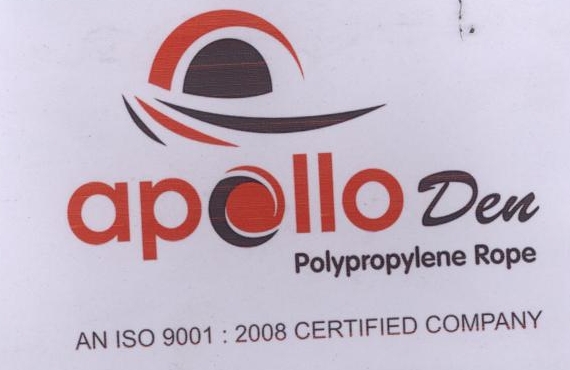 apollo Den
Polypropylene Rope
AN ISO 9001 : 2008 CERTIFIED COMPANY